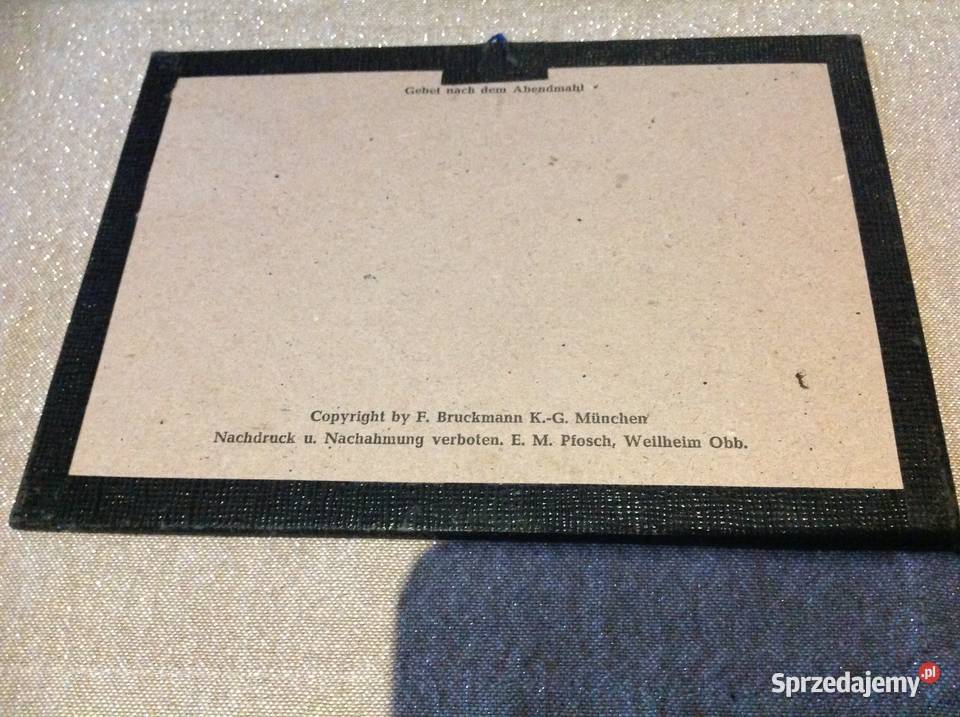 Gebet nach dem Abendmahl
Copyright by F. Bruckmann K.-G. München
Nachdruck u. Nachahmung verboten. E. M. Pfosch, Weilheim Obb.
Sprzedajemy.pl